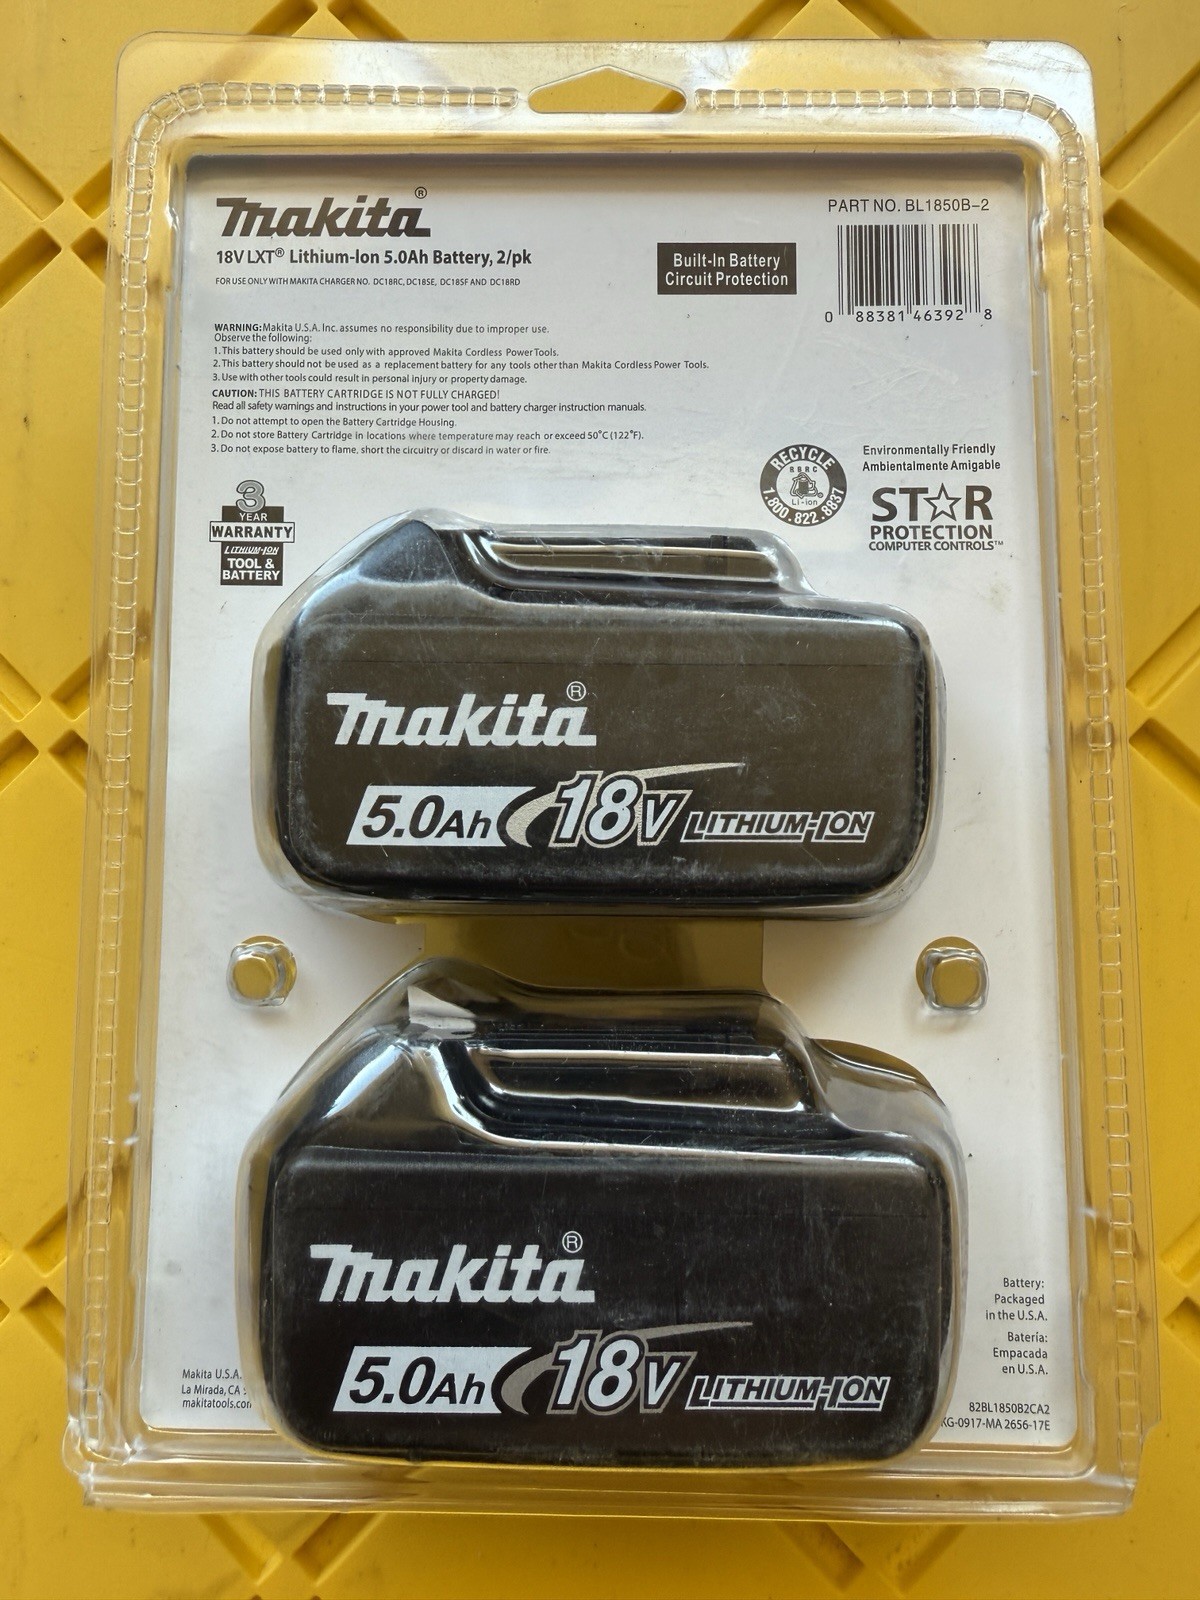 Makita®
PART NO. BL1850B-2
18V LXT® Lithium-Ion 5.0Ah Battery, 2/pk
FOR USE ONLY WITH MAKITA CHARGER NO. DC18RC, DC18SE, DC18SF AND DC18RD
Built-In Battery
Circuit Protection
0 88381 46392 8
WARNING: Makita U.S.A. Inc. assumes no responsibility due to improper use.
Observe the following:
1. This battery should be used only with approved Makita Cordless Power Tools.
2. This battery should not be used as a replacement battery for any tools other than Makita Cordless Power Tools.
3. Use with other tools could result in personal injury or property damage.
CAUTION: THIS BATTERY CARTRIDGE IS NOT FULLY CHARGED!
Read all safety warnings and instructions in your power tool and battery charger instruction manuals.
1. Do not attempt to open the Battery Cartridge Housing.
2. Do not store Battery Cartridge in locations where temperature may reach or exceed 50°C (122°F).
3. Do not expose battery to flame, short the circuitry or discard in water or fire.
RECYCLE
RBRC
Li-ion
1.800.822.8837
Environmentally Friendly
Ambientalmente Amigable
ST☆R
PROTECTION
COMPUTER CONTROLS™
3
YEAR
WARRANTY
LITHIUM-ION
TOOL &
BATTERY
Makita®
5.0Ah 18V LITHIUM-ION
Makita®
5.0Ah 18V LITHIUM-ION
Battery:
Packaged
in the U.S.A.
Bateria:
Empacada
en U.S.A.
Makita U.S.A.
La Mirada, CA
makitatools.com
82BL1850B2CA2
KG-0917-MA 2656-17E